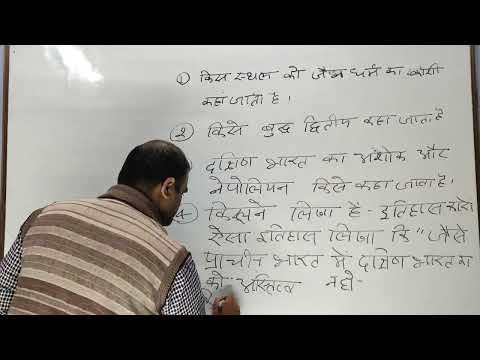 ① किस स्थल को जैन धर्म का काशी
कहा जाता है।
② किसे बुद्ध द्वितीय कहा जाता है
दक्षिण भारत का अशोक और
नेपोलियन किसे कहा जाता है।
4 किसने लिखा है - इतिहासकारो
ऐसा इतिहास लिखा कि "जैसे
प्राचीन भारत में दक्षिण भारत
को अस्तित्व नहो-